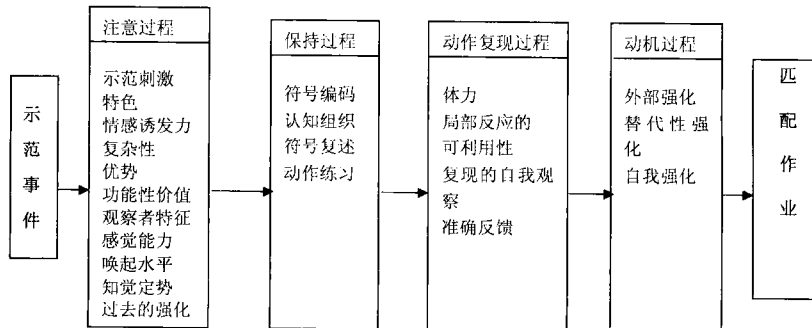 示范事件
注意过程
示范刺激
特色
情感诱发力
复杂性
优势
功能性价值
观察者特征
感觉能力
唤起水平
知觉定势
过去的强化
保持过程
符号编码
认知组织
符号复述
动作练习
动作复现过程
体力
局部反应的
可利用性
复现的自我观
察
准确反馈
动机过程
外部强化
替代性强
化
自我强化
匹配作业